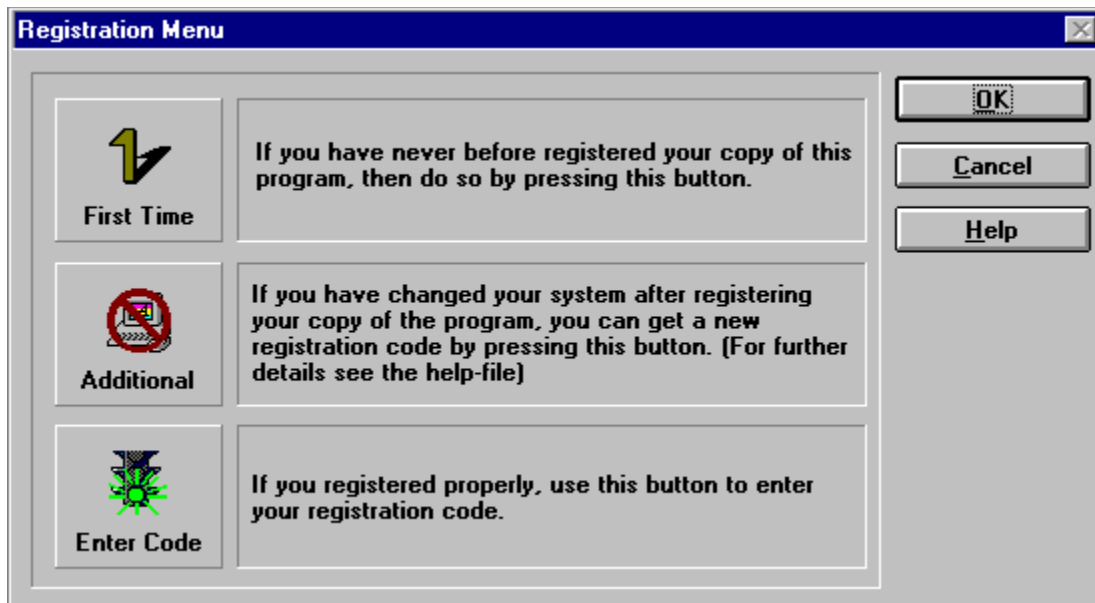 Registration Menu
If you have never before registered your copy of this
program, then do so by pressing this button.
First Time
If you have changed your system after registering
your copy of the program, you can get a new
registration code by pressing this button. (For further
details see the help-file)
Additional
If you registered properly, use this button to enter
your registration code.
Enter Code
OK
Cancel
Help